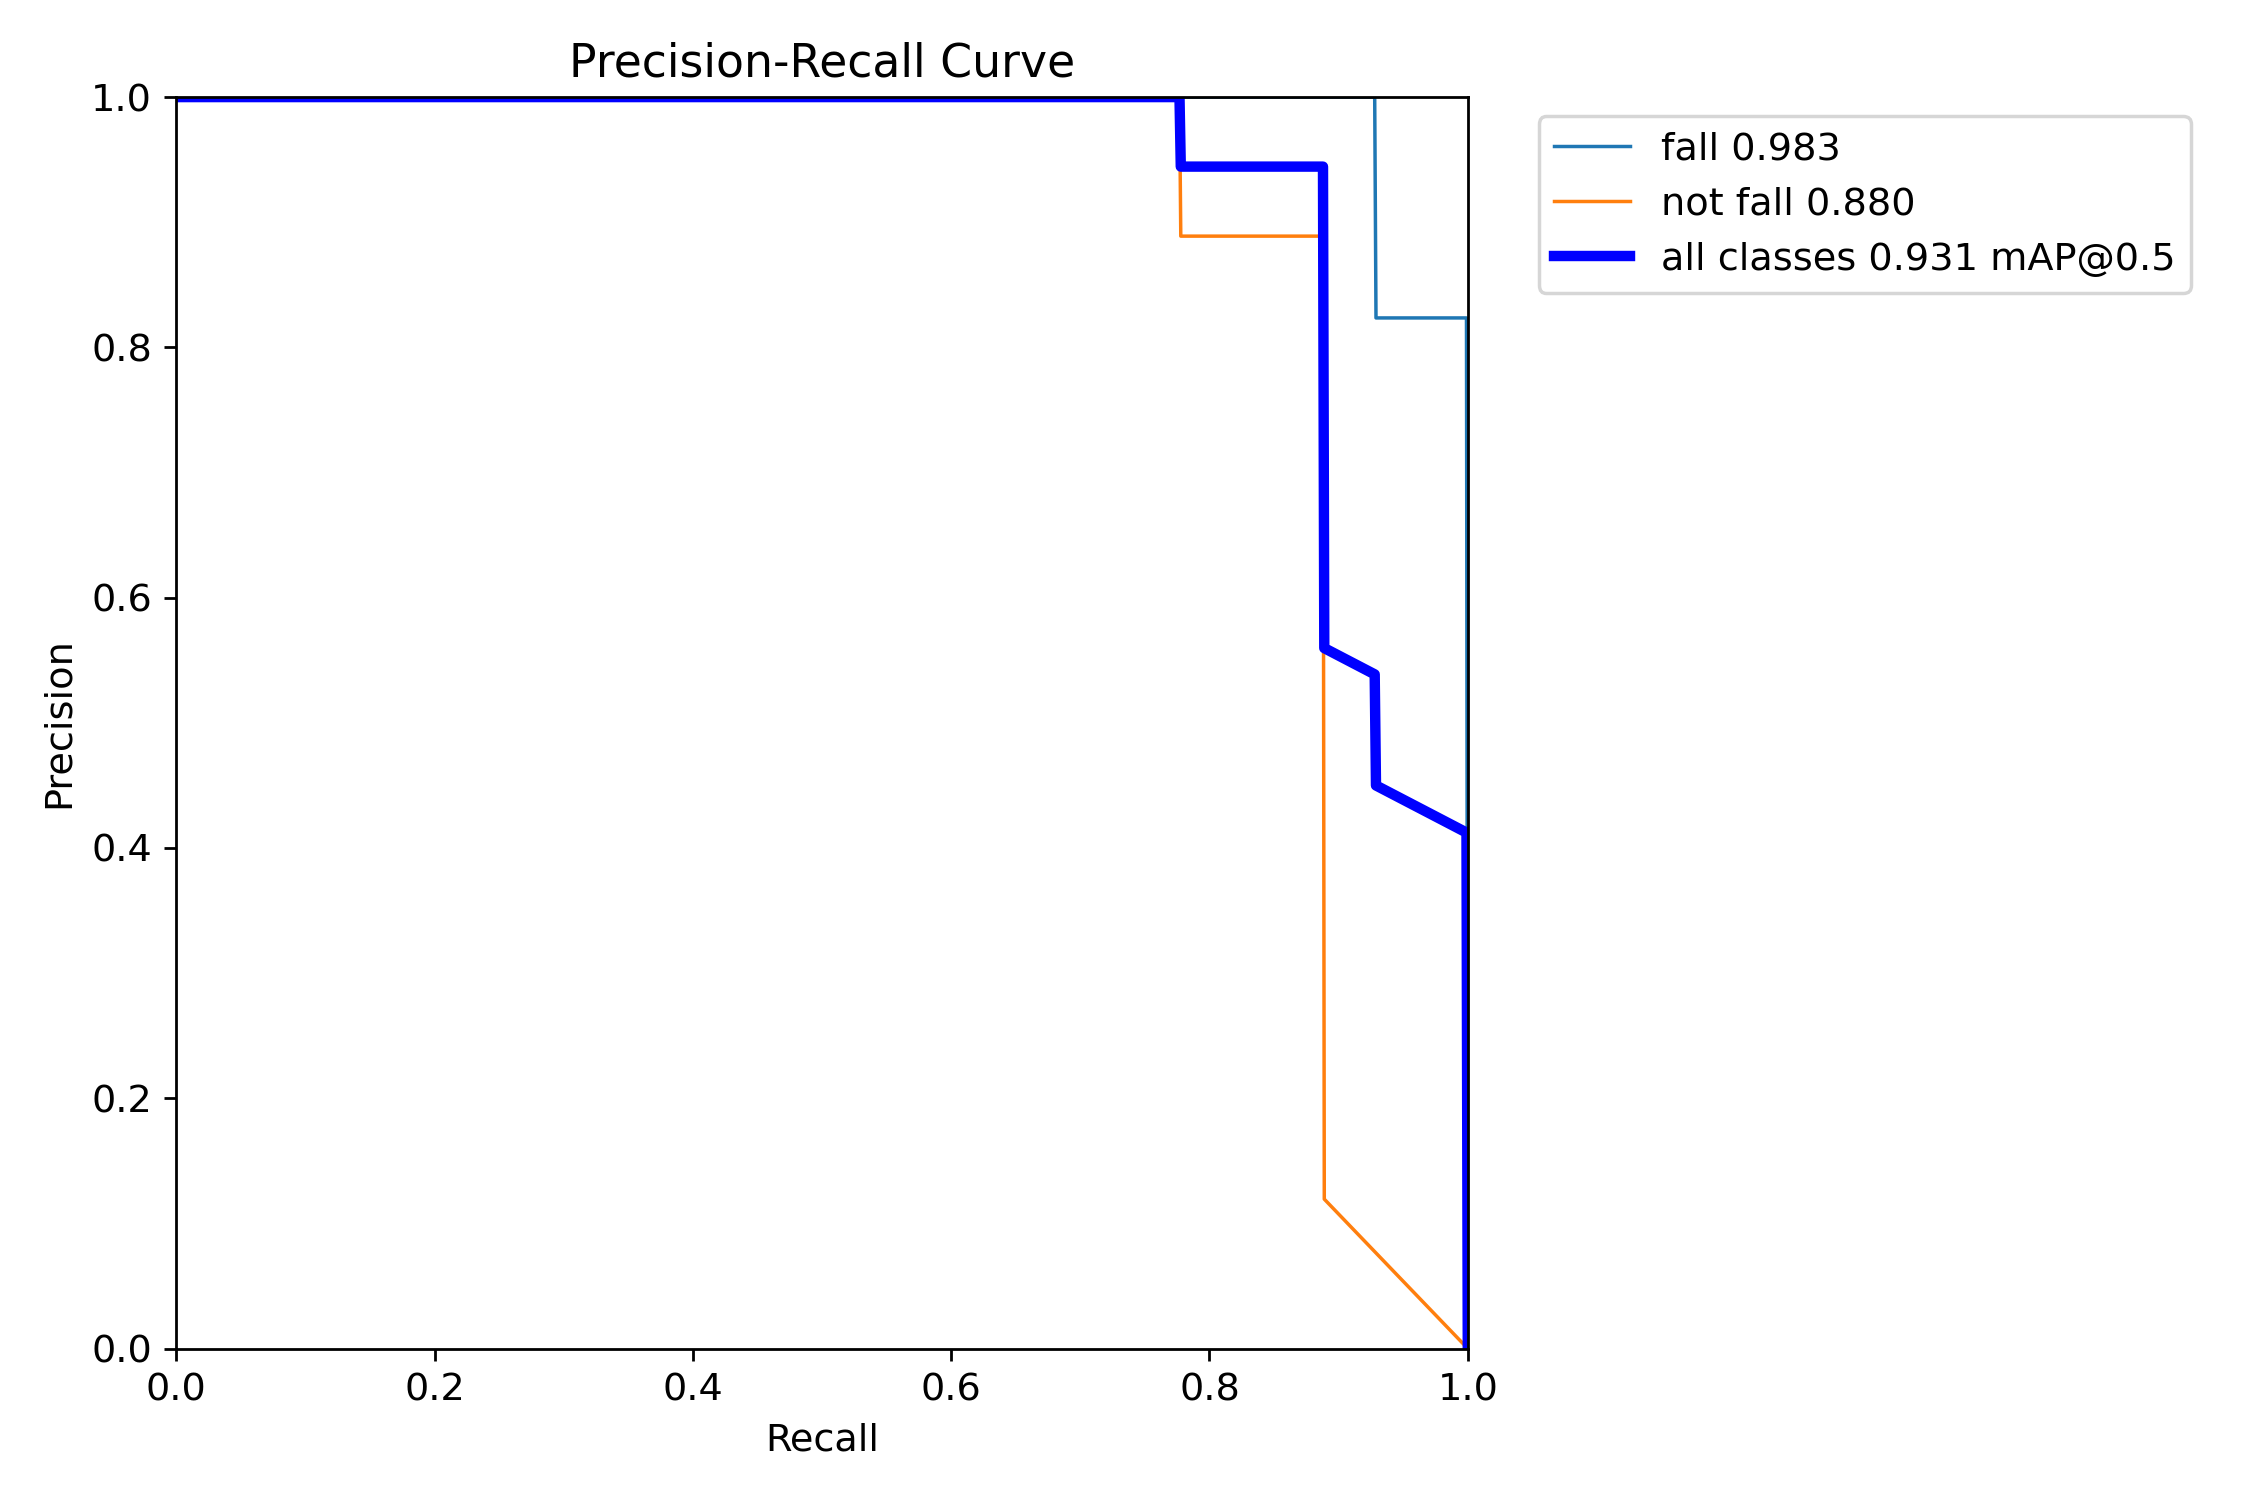 Precision-Recall Curve
fall 0.983
not fall 0.880
all classes 0.931 mAP@0.5
Precision
1.0
0.8
0.6
0.4
0.2
0.0
0.0 0.2 0.4 0.6 0.8 1.0
Recall